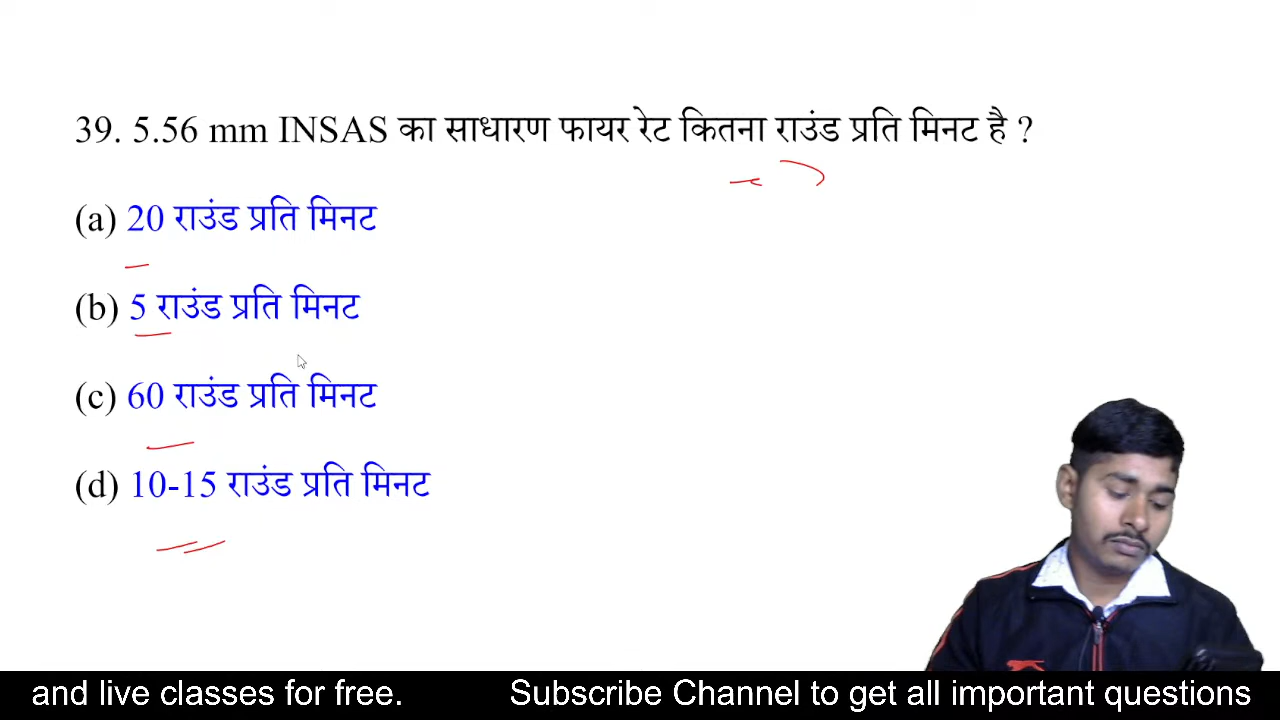 39. 5.56 mm INSAS का साधारण फायर रेट कितना राउंड प्रति मिनट है ?
(a) 20 राउंड प्रति मिनट
(b) 5 राउंड प्रति मिनट
(c) 60 राउंड प्रति मिनट
(d) 10-15 राउंड प्रति मिनट
and live classes for free. Subscribe Channel to get all important questions